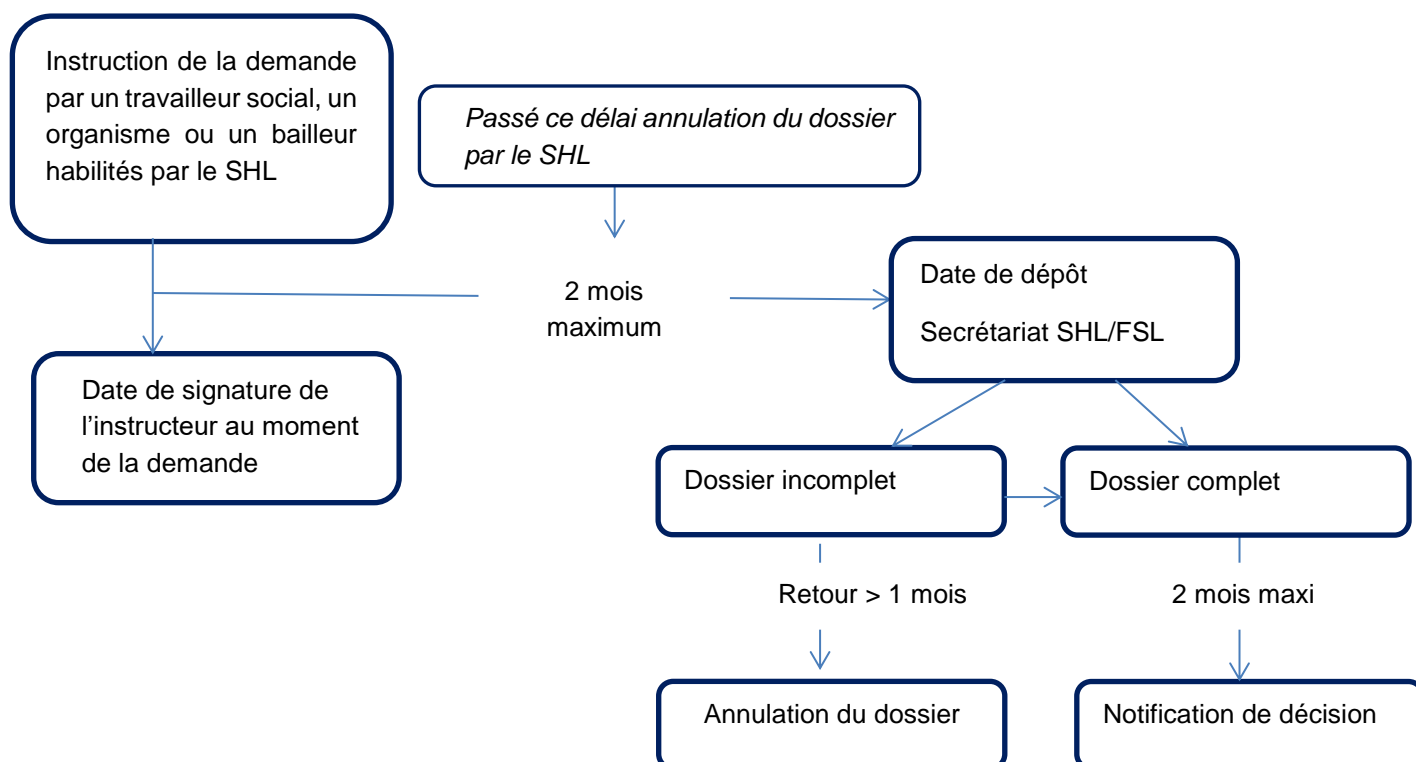 Instruction de la demande
par un travailleur social, un
organisme ou un bailleur
habilités par le SHL
Passé ce délai annulation du dossier
par le SHL
2 mois
maximum
Date de dépôt
Secrétariat SHL/FSL
Date de signature de
l’instructeur au moment
de la demande
Dossier incomplet
Dossier complet
Retour > 1 mois
2 mois maxi
Annulation du dossier
Notification de décision